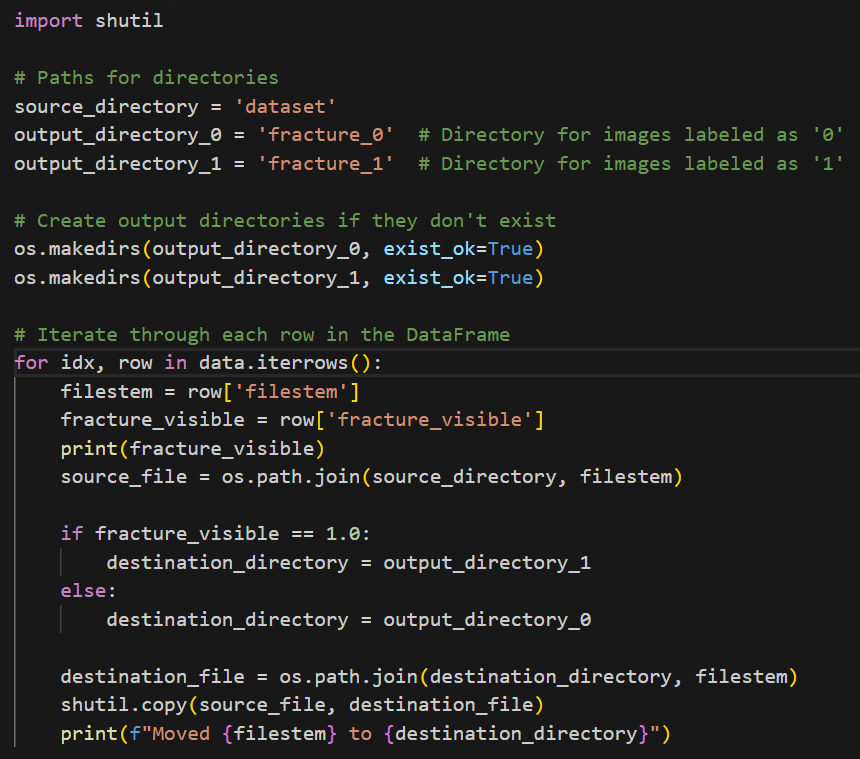 import shutil

# Paths for directories
source_directory = 'dataset'
output_directory_0 = 'fracture_0'  # Directory for images labeled as '0'
output_directory_1 = 'fracture_1'  # Directory for images labeled as '1'

# Create output directories if they don't exist
os.makedirs(output_directory_0, exist_ok=True)
os.makedirs(output_directory_1, exist_ok=True)

# Iterate through each row in the DataFrame
for idx, row in data.iterrows():
    filestem = row['filestem']
    fracture_visible = row['fracture_visible']
    print(fracture_visible)
    source_file = os.path.join(source_directory, filestem)

    if fracture_visible == 1.0:
        destination_directory = output_directory_1
    else:
        destination_directory = output_directory_0

    destination_file = os.path.join(destination_directory, filestem)
    shutil.copy(source_file, destination_file)
    print(f"Moved {filestem} to {destination_directory}")